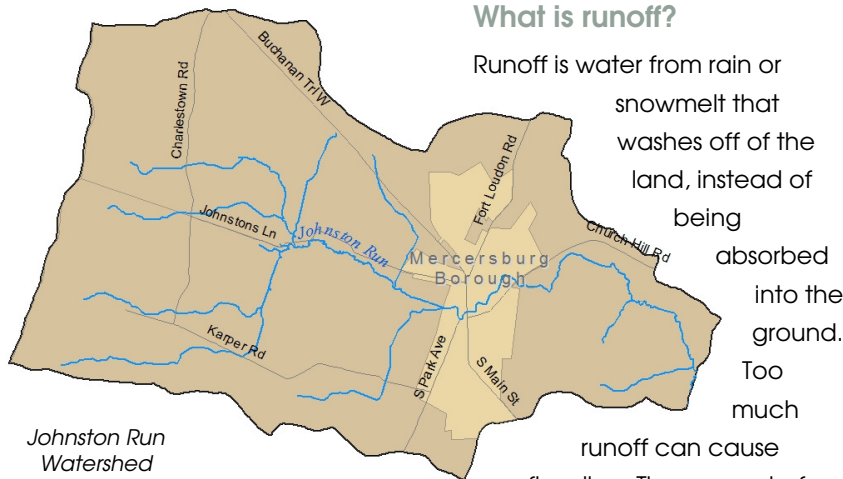 What is runoff?
Runoff is water from rain or
snowmelt that
washes off of the
land, instead of
being
absorbed
into the
ground.
Too
much
runoff can cause
Buchanan Trl W
Charlestown Rd
Fort Loudon Rd
Johnstons Ln
Johnston Run
Church Hill Rd
Mercersburg
Borough
Karper Rd
S Park Ave
S Main St
Johnston Run
Watershed